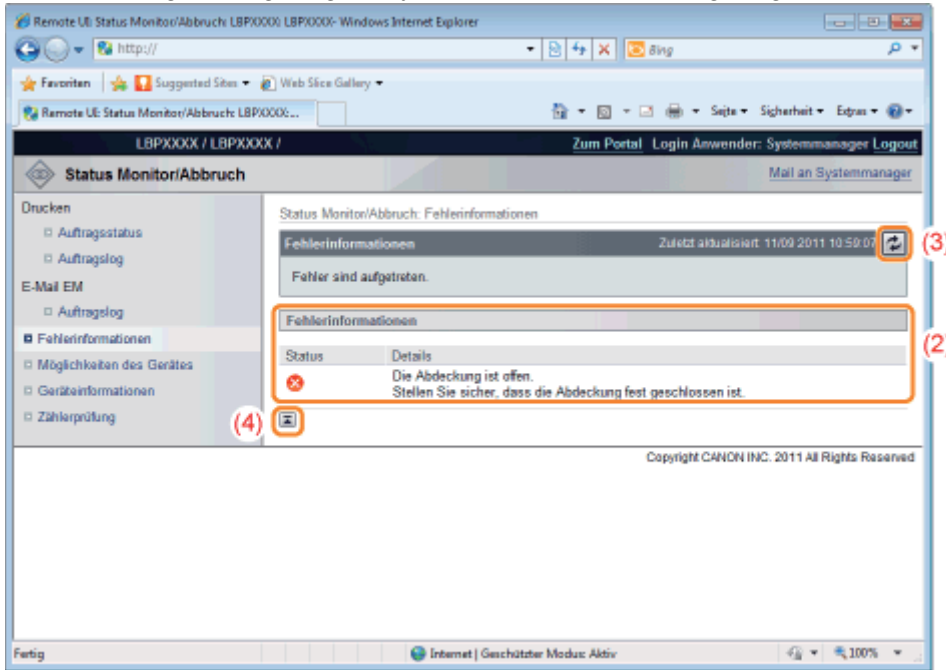 Remote UI: Status Monitor/Abbruch: LBPXXXX: LBPXXXX- Windows Internet Explorer
http://
Bing
Favoriten Suggested Sites Web Slice Gallery
Remote UI: Status Monitor/Abbruch: LBPXXXX:...
Seite Sicherheit Extras
LBPXXXX / LBPXXXX / Zum Portal Login Anwender: Systemmanager Logout
Status Monitor/Abbruch Mail an Systemmanager
Drucken
Auftragsstatus
Auftragslog
E-Mail EM
Auftragslog
Fehlerinformationen
Möglichkeiten des Gerätes
Geräteinformationen
Zählerprüfung
Status Monitor/Abbruch: Fehlerinformationen
Fehlerinformationen Zuletzt aktualisiert: 11/09 2011 10:59:07 (3)
Fehler sind aufgetreten.
Fehlerinformationen
(2)
Status Details
Die Abdeckung ist offen.
Stellen Sie sicher, dass die Abdeckung fest geschlossen ist.
(4)
Copyright CANON INC. 2011 All Rights Reserved
Fertig Internet | Geschützter Modus: Aktiv 100%